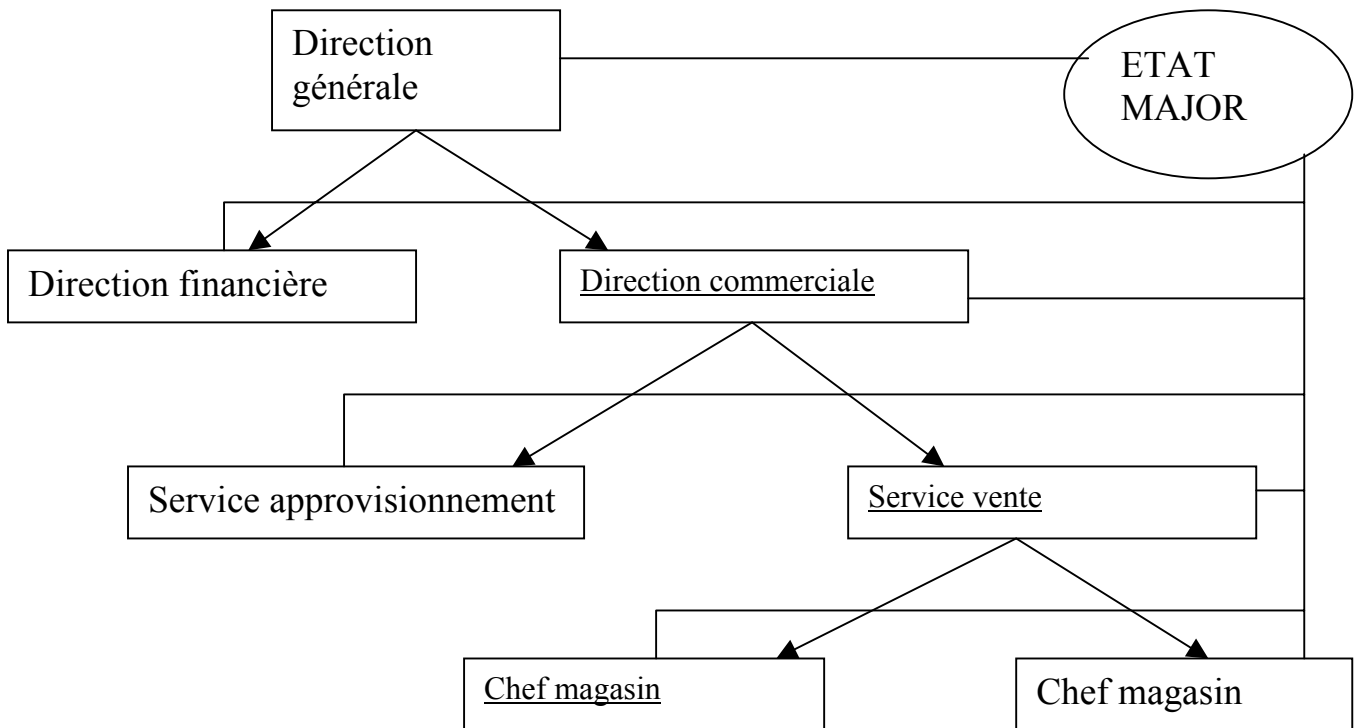 Direction
générale
ETAT
MAJOR
Direction financière
Direction commerciale
Service approvisionnement
Service vente
Chef magasin
Chef magasin